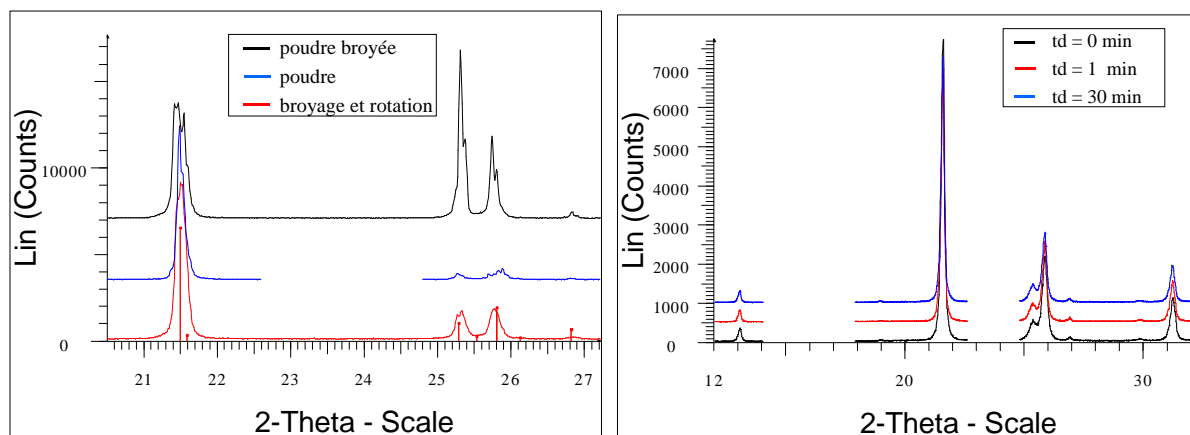 poudre broyée
poudre
broyage et rotation
Lin (Counts)
10000
0
21 22 23 24 25 26 27
2-Theta - Scale
td = 0 min
td = 1 min
td = 30 min
Lin (Counts)
7000
6000
5000
4000
3000
2000
1000
0
12 20 30
2-Theta - Scale